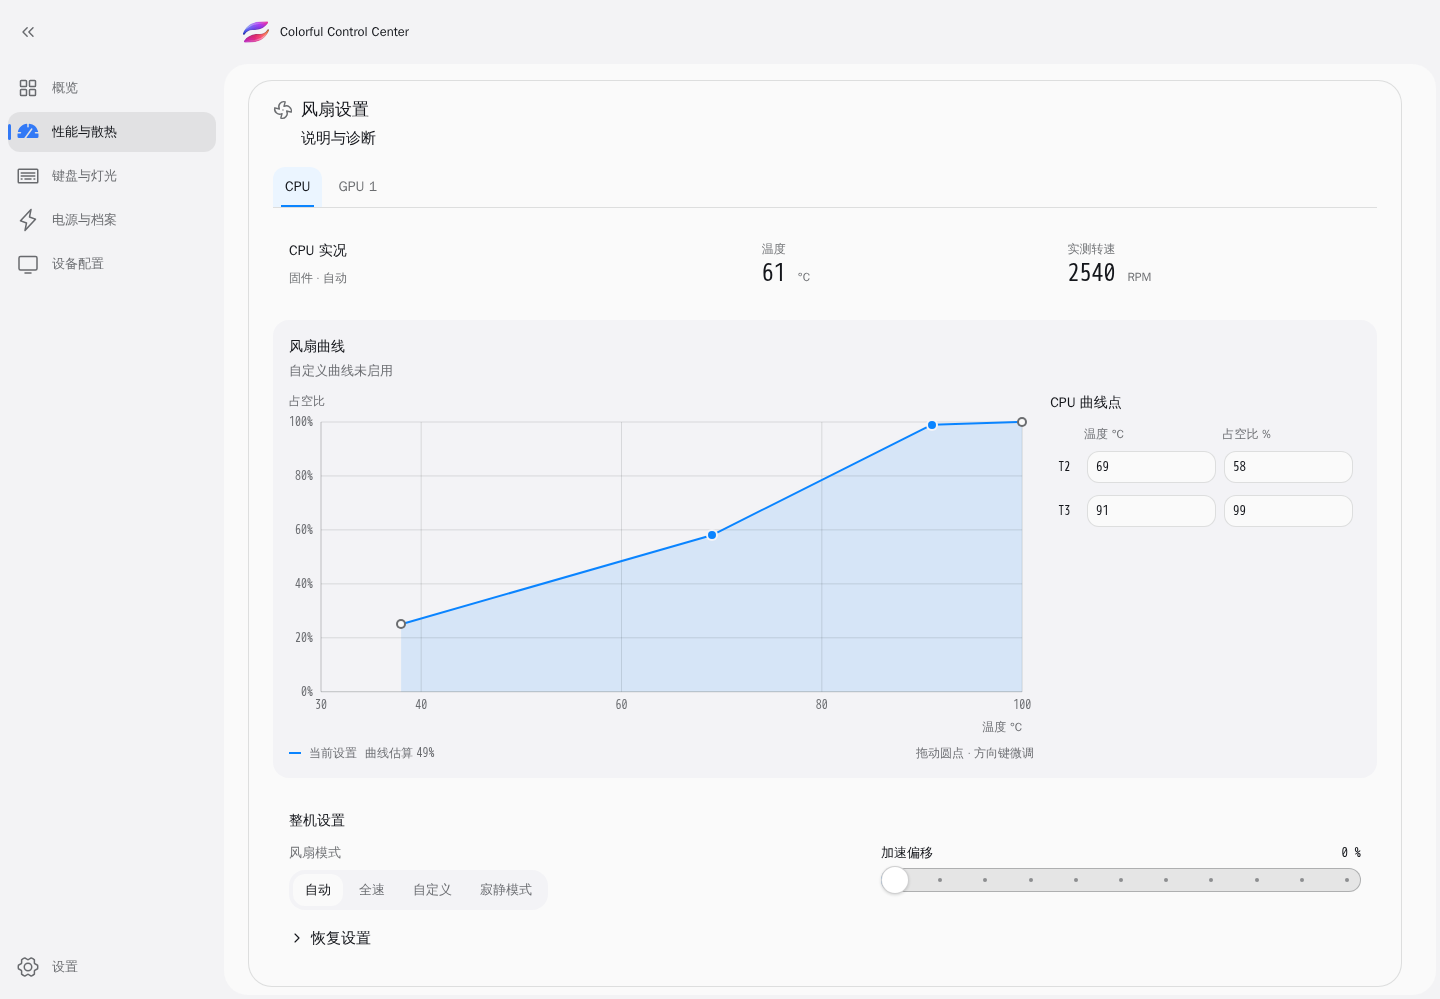 Colorful Control Center
概览
性能与散热
键盘与灯光
电源与档案
设备配置
设置
风扇设置
说明与诊断
CPU GPU 1
CPU 实况
固件 · 自动
温度
61 °C
实测转速
2540 RPM
风扇曲线
自定义曲线未启用
占空比
100%
80%
60%
40%
20%
0%
30 40 60 80 100
温度 °C
当前设置 曲线估算 49%
拖动圆点 · 方向键微调
CPU 曲线点
温度 °C 占空比 %
T2 69 58
T3 91 99
整机设置
风扇模式
自动 全速 自定义 寂静模式
加速偏移 0 %
恢复设置